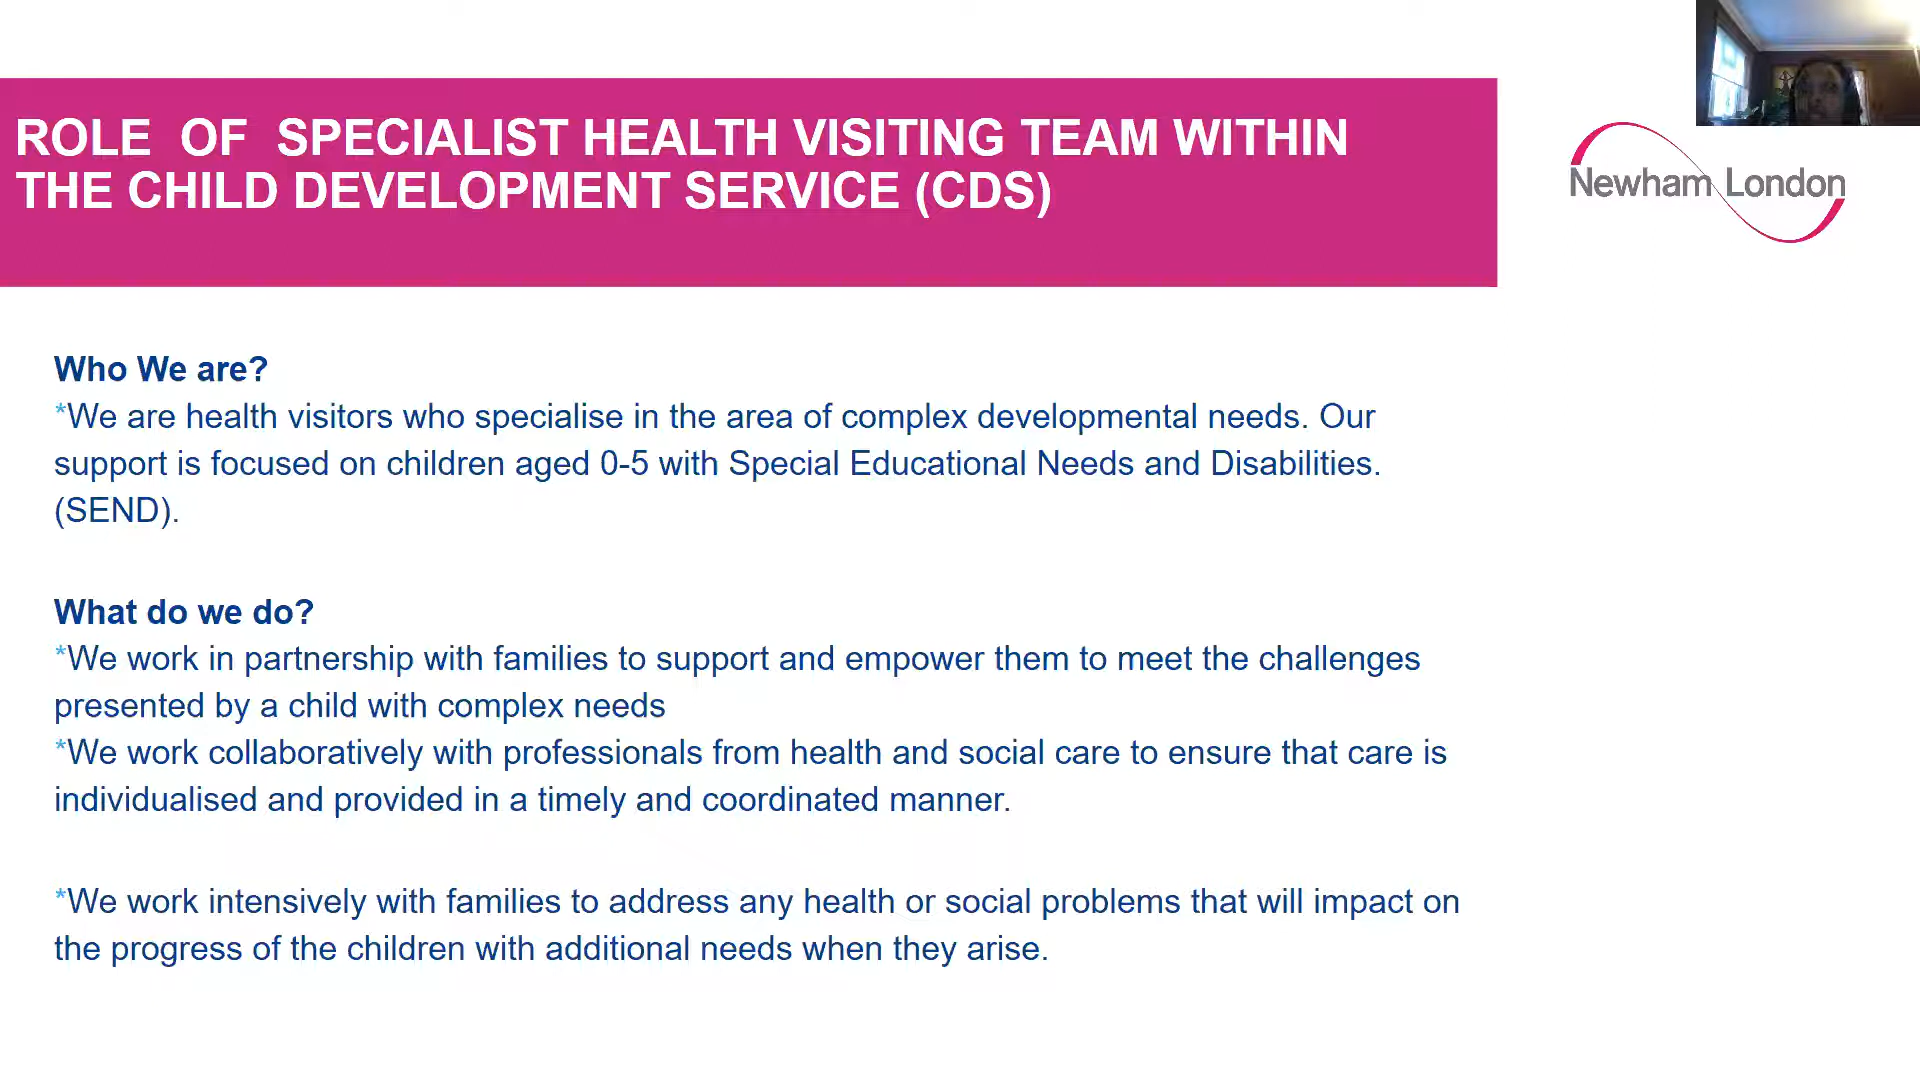 ROLE  OF  SPECIALIST HEALTH VISITING TEAM WITHIN
THE CHILD DEVELOPMENT SERVICE (CDS)
Newham London
Who We are?
*We are health visitors who specialise in the area of complex developmental needs. Our
support is focused on children aged 0-5 with Special Educational Needs and Disabilities.
(SEND).
What do we do?
*We work in partnership with families to support and empower them to meet the challenges
presented by a child with complex needs
*We work collaboratively with professionals from health and social care to ensure that care is
individualised and provided in a timely and coordinated manner.
*We work intensively with families to address any health or social problems that will impact on
the progress of the children with additional needs when they arise.